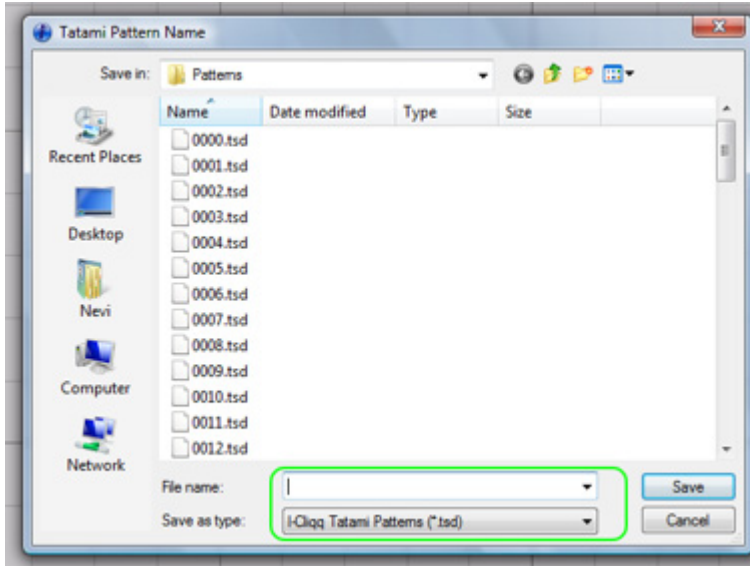 Tatami Pattern Name
Save in: Patterns
Name Date modified Type Size
0000.tsd
0001.tsd
0002.tsd
0003.tsd
0004.tsd
0005.tsd
0006.tsd
0007.tsd
0008.tsd
0009.tsd
0010.tsd
0011.tsd
0012.tsd
Recent Places
Desktop
Nevi
Computer
Network
File name:
Save
Save as type: I-Cliqq Tatami Patterns (*.tsd)
Cancel